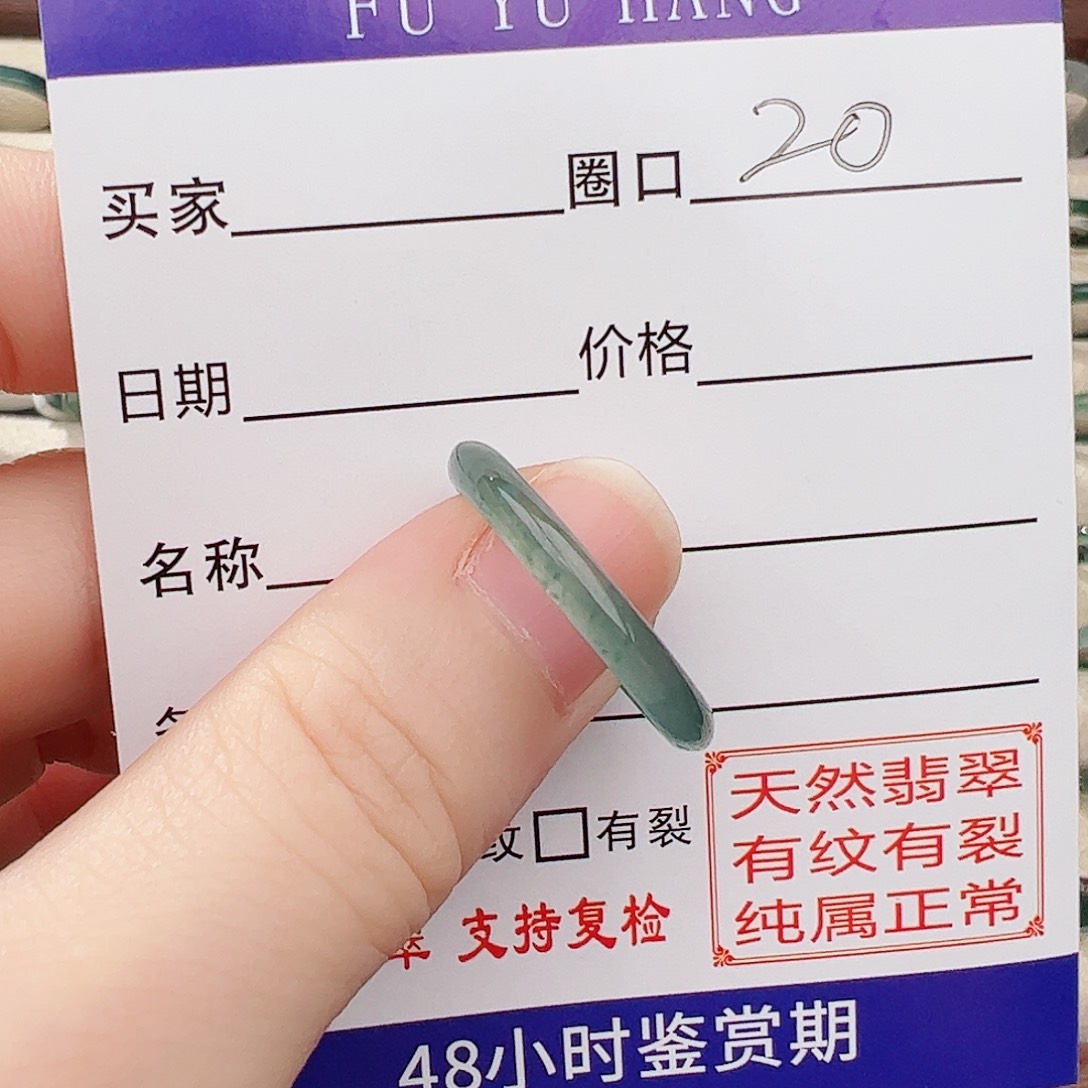 FU YU HANG
买家 圈口 20
日期 价格
名称
纹 □ 有裂
翠 支持复检
天然翡翠
有纹有裂
纯属正常
48小时鉴赏期